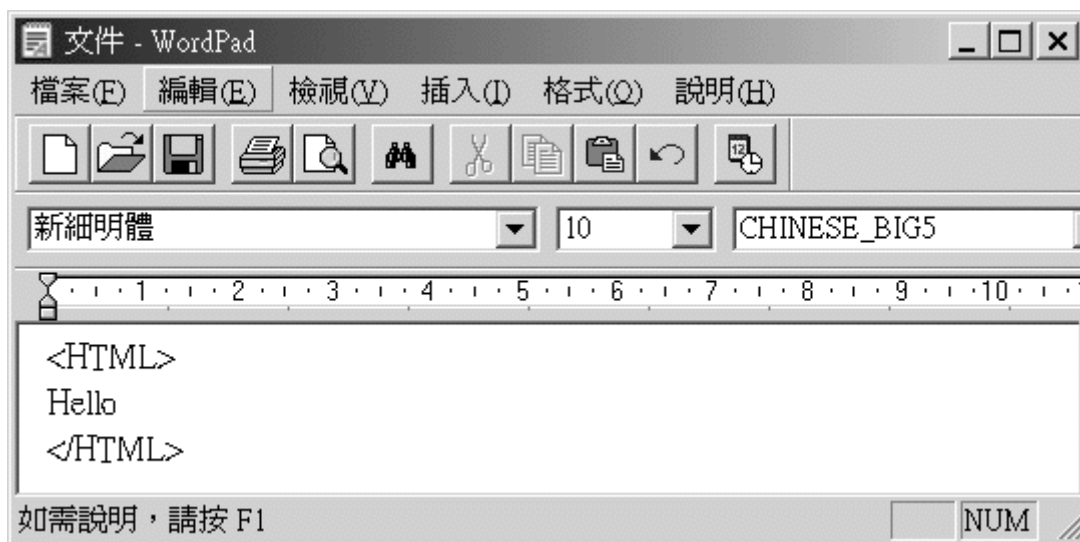 文件 - WordPad
檔案(F) 編輯(E) 檢視(V) 插入(I) 格式(O) 說明(H)
12
新細明體 10 CHINESE_BIG5
1 2 3 4 5 6 7 8 9 10
<HTML>
Hello
</HTML>
如需說明，請按 F1 NUM